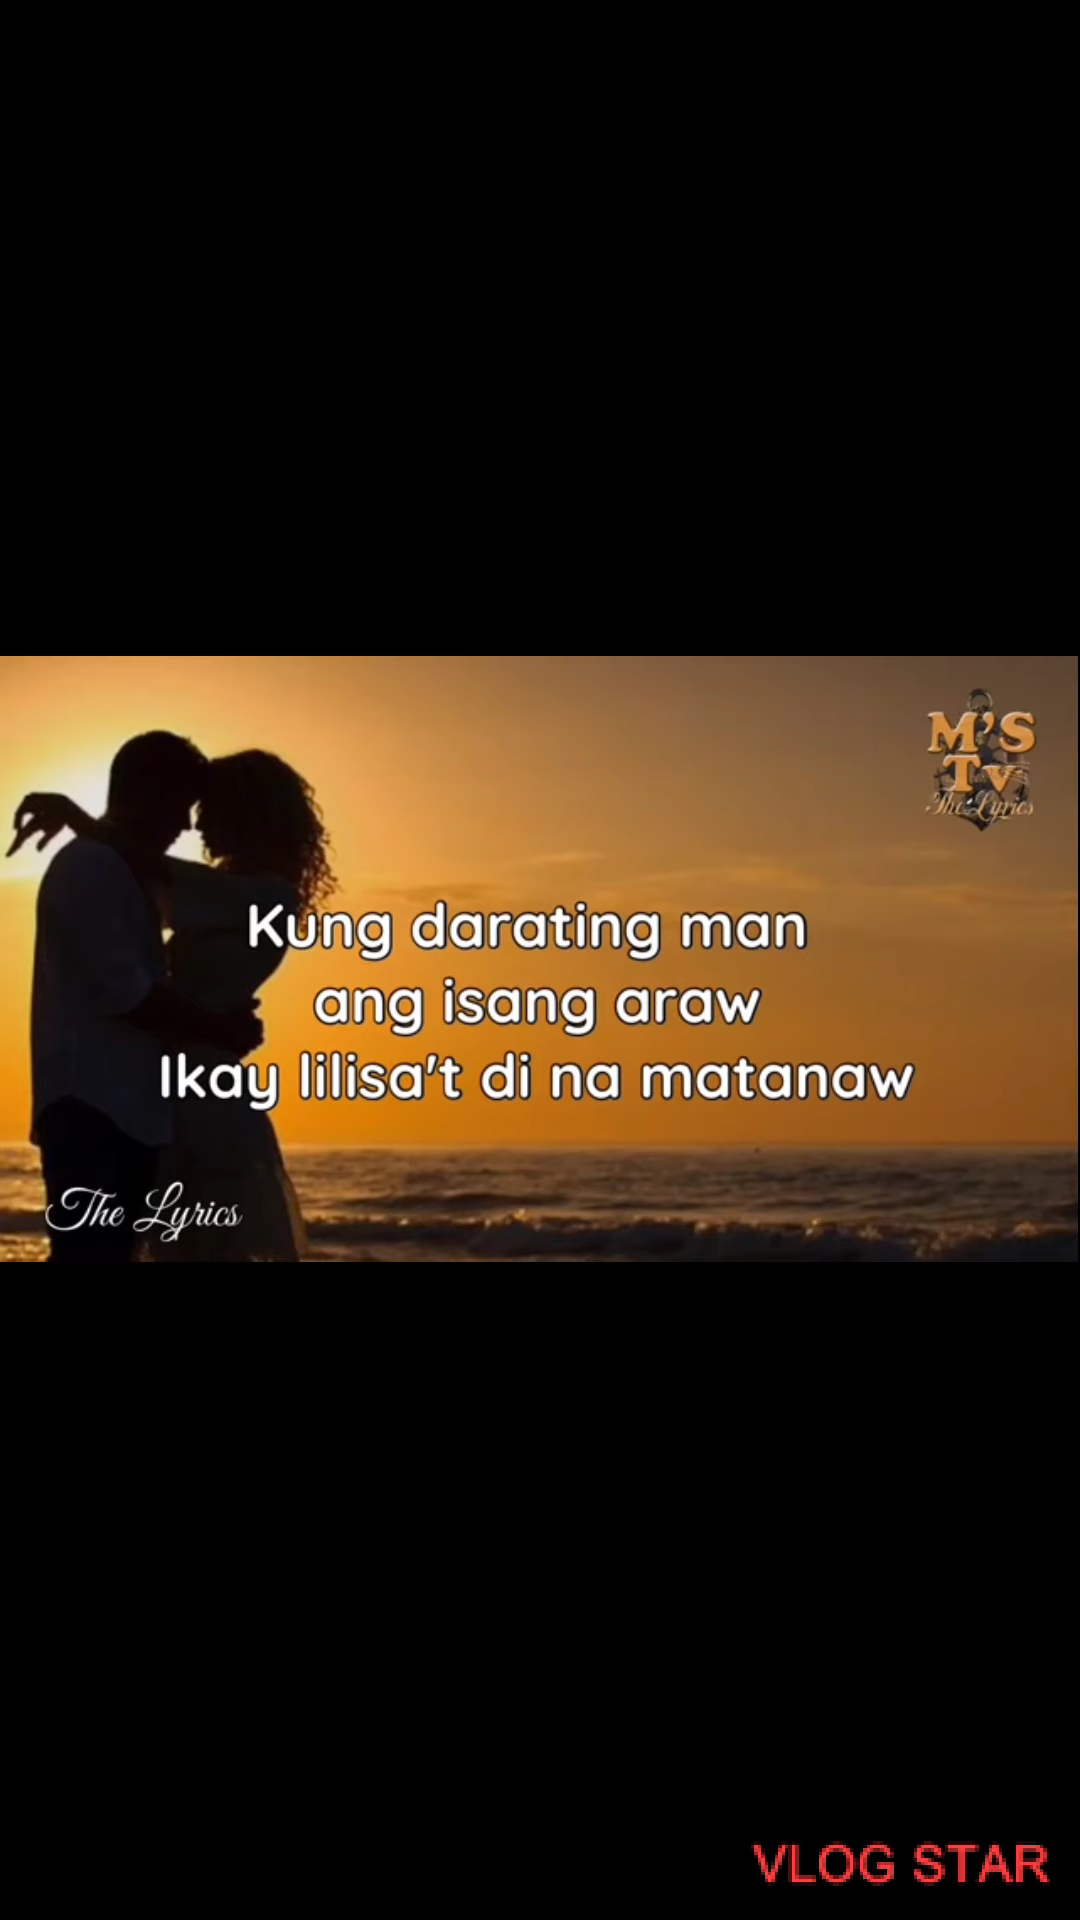 M'S
Tv
The Lyrics
Kung darating man
ang isang araw
Ikay lilisa't di na matanaw
The Lyrics
VLOG STAR